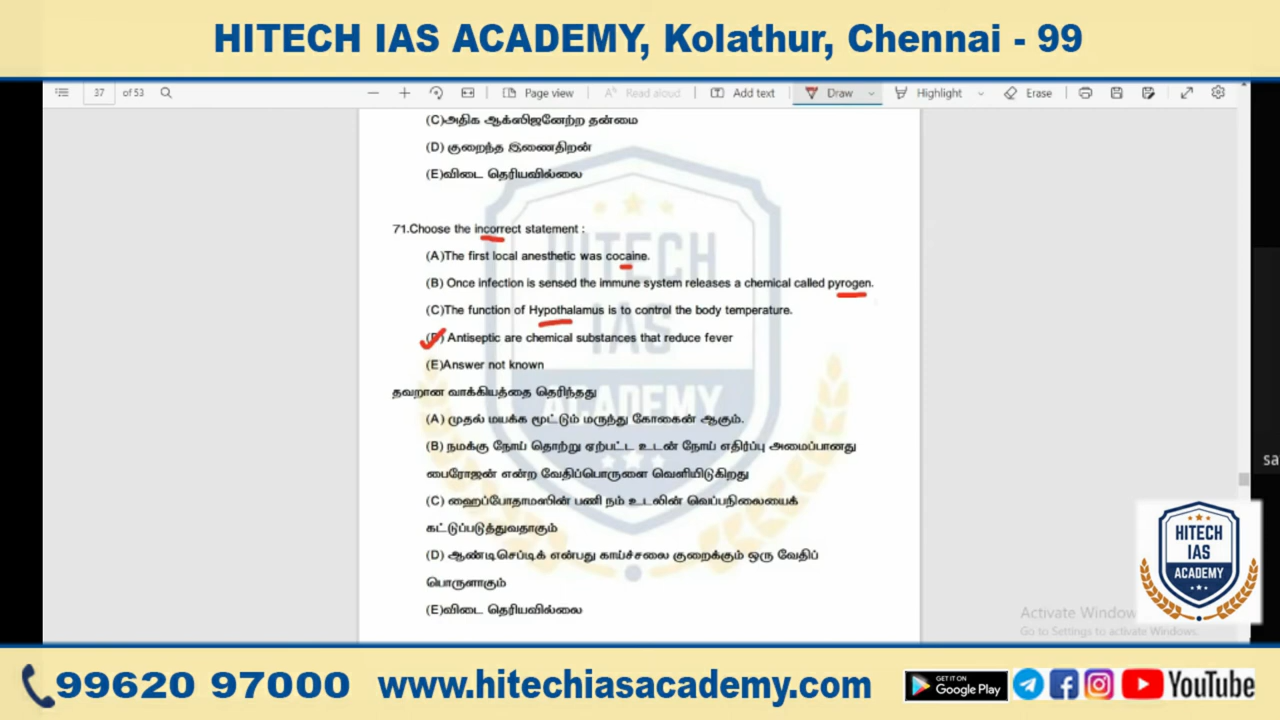 HITECH IAS ACADEMY, Kolathur, Chennai - 99
37 of 53 Page view Read aloud Add text Draw Highlight Erase
(C)அதிக ஆக்ஸிஜனேற்ற தன்மை
(D) குறைந்த இணைதிறன்
(E)விடை தெரியவில்லை
71.Choose the incorrect statement :
(A)The first local anesthetic was cocaine.
(B) Once infection is sensed the immune system releases a chemical called pyrogen.
(C)The function of Hypothalamus is to control the body temperature.
(D) Antiseptic are chemical substances that reduce fever
(E)Answer not known
தவறான வாக்கியத்தை தெரிந்தது
(A) முதல் மயக்க மூட்டும் மருந்து கோகைன் ஆகும்.
(B) நமக்கு நோய் தொற்று ஏற்பட்ட உடன் நோய் எதிர்ப்பு அமைப்பானது
பைரோஜன் என்ற வேதிப்பொருளை வெளியிடுகிறது
(C) ஹைப்போதாமஸின் பணி நம் உடலின் வெப்பநிலையைக்
கட்டுப்படுத்துவதாகும்
(D) ஆண்டிசெப்டிக் என்பது காய்ச்சலை குறைக்கும் ஒரு வேதிப்
பொருளாகும்
(E)விடை தெரியவில்லை
HITECH
IAS
ACADEMY
sa
HITECH
IAS
ACADEMY
Activate Window
Go to Settings to activate Windows.
99620 97000 www.hitechiasacademy.com GET IT ON Google Play YouTube